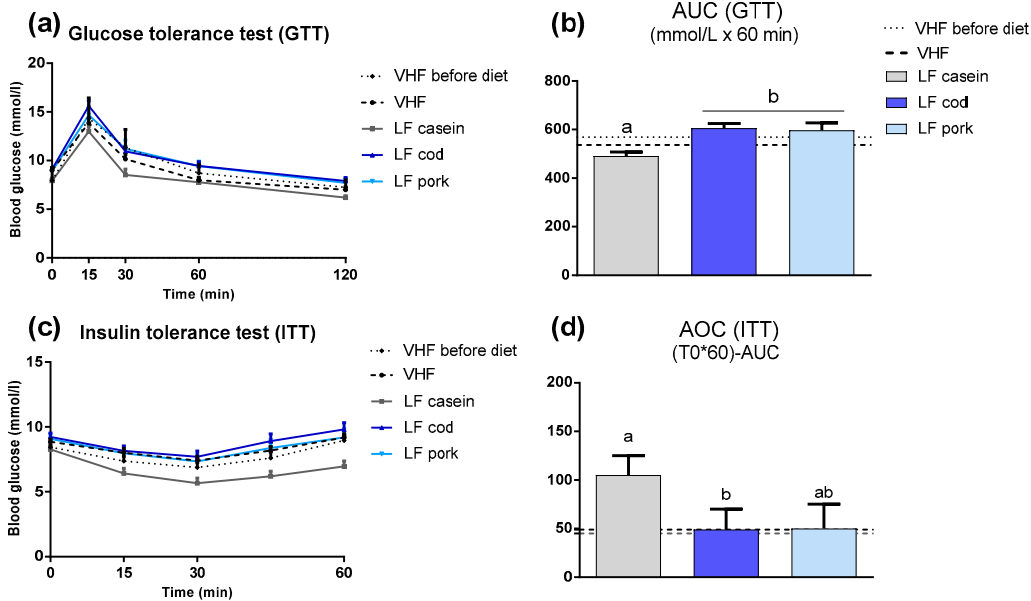 (a)
Glucose tolerance test (GTT)
Blood glucose (mmol/l)
20
15
10
5
0
0 15 30 60 120
Time (min)
VHF before diet
VHF
LF casein
LF cod
LF pork
(b)
AUC (GTT)
(mmol/L x 60 min)
800
600
400
200
0
a
b
VHF before diet
VHF
LF casein
LF cod
LF pork
(c)
Insulin tolerance test (ITT)
Blood glucose (mmol/l)
15
10
5
0
0 15 30 60
Time (min)
VHF before diet
VHF
LF casein
LF cod
LF pork
(d)
AOC (ITT)
(T0*60)-AUC
200
150
100
50
0
a
b
ab